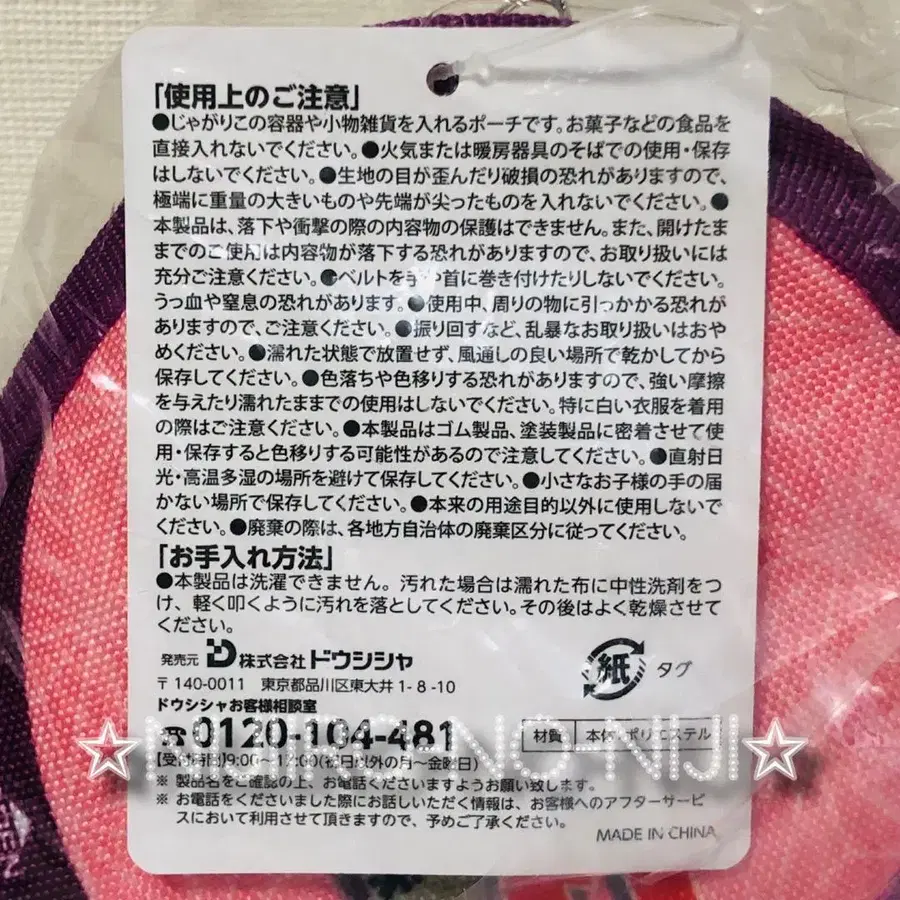 「使用上のご注意」
●じゃがりこの容器や小物雑貨を入れるポーチです。お菓子などの食品を
直接入れないでください。●火気または暖房器具のそばでの使用・保存
はしないでください。●生地の目が歪んだり破損の恐れがありますので、
極端に重量の大きいものや先端が尖ったものを入れないでください。●
本製品は、落下や衝撃の際の内容物の保護はできません。また、開けたま
までのご使用は内容物が落下する恐れがありますので、お取り扱いには
充分ご注意ください。●ベルトを手や首に巻き付けたりしないでください。
うっ血や窒息の恐れがあります。●使用中、周りの物に引っかかる恐れが
ありますので、ご注意ください。●振り回すなど、乱暴なお取り扱いはおや
めください。●濡れた状態で放置せず、風通しの良い場所で乾かしてから
保存してください。●色落ちや色移りする恐れがありますので、強い摩擦
を与えたり濡れたままでの使用はしないでください。特に白い衣服を着用
の際はご注意ください。●本製品はゴム製品、塗装製品に密着させて使
用・保存すると色移りする可能性があるので注意してください。●直射日
光・高温多湿の場所を避けて保存してください。●小さなお子様の手の届
かない場所で保存してください。●本来の用途目的以外に使用しないで
ください。●廃棄の際は、各地方自治体の廃棄区分に従ってください。
「お手入れ方法」
●本製品は洗濯できません。汚れた場合は濡れた布に中性洗剤をつ
け、軽く叩くように汚れを落としてください。その後はよく乾燥させて
ください。
発売元 株式会社ドウシシャ
〒140-0011 東京都品川区東大井1-8-10
紙 タグ
ドウシシャお客様相談室
☎0120-104-481
材質 本体:ポリエステル
☆NIJIRO-NO-NIJI☆
【受付時間】9:00~17:00(祝日以外の月~金曜日)
※ 製品名をご確認の上、お電話くださいますようお願い致します。
※ お電話をくださいました際にお話しいただく情報は、お客様へのアフターサービ
スにおいて利用させて頂きますので、予めご了承ください。
MADE IN CHINA